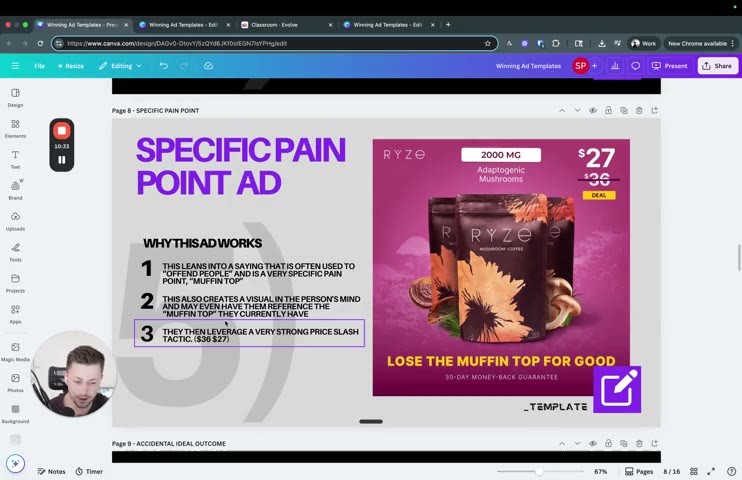 Winning Ad Templates - Pres
Winning Ad Templates - Edit
Classroom - Evolve
Winning Ad Templates - Edit
https://www.canva.com/design/DAGv0-DtovY/5zQYd6JKf0oIEGN7lsYPHg/edit
Work
New Chrome available
File
Resize
Editing
Winning Ad Templates
SP
Present
Share
Design
Elements
Text
Brand
Uploads
Tools
Projects
Apps
Magic Media
Photos
Background
10:33
Page 8 - SPECIFIC PAIN POINT
SPECIFIC PAIN
POINT AD
5)
WHY THIS AD WORKS
1 THIS LEANS INTO A SAYING THAT IS OFTEN USED TO
"OFFEND PEOPLE" AND IS A VERY SPECIFIC PAIN
POINT, "MUFFIN TOP"
2 THIS ALSO CREATES A VISUAL IN THE PERSON'S MIND
AND MAY EVEN HAVE THEM REFERENCE THE
"MUFFIN TOP" THEY CURRENTLY HAVE
3 THEY THEN LEVERAGE A VERY STRONG PRICE SLASH
TACTIC. ($36 $27)
RYZE
2000 MG
Adaptogenic
Mushrooms
$27
$36
DEAL
RYZE
MUSHROOM COFFEE
LOSE THE MUFFIN TOP FOR GOOD
30-DAY MONEY-BACK GUARANTEE
_TEMPLATE
Page 9 - ACCIDENTAL IDEAL OUTCOME
Notes
Timer
67%
Pages
8 / 16